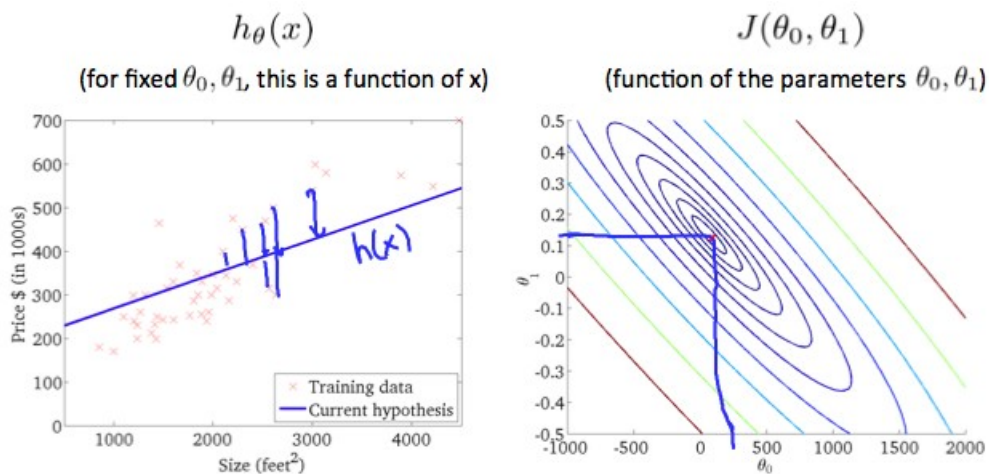 hθ(x)
(for fixed θ0, θ1, this is a function of x)
700
600
500
400
300
200
100
0
Price $ (in 1000s)
h(x)
Training data
Current hypothesis
1000
2000
3000
4000
Size (feet²)
J(θ0, θ1)
(function of the parameters θ0, θ1)
0.5
0.4
0.3
0.2
0.1
0
-0.1
-0.2
-0.3
-0.4
-0.5
θ1
-1000
-500
0
500
1000
1500
2000
θ0